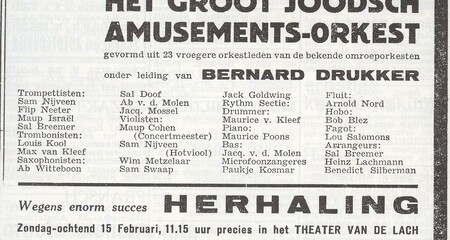 HET GROOT JOODSCH
AMUSEMENTS-ORKEST
gevormd uit 23 vroegere orkestleden van de bekende omroeporkesten
onder leiding van BERNARD DRUKKER
Trompettisten:
Sam Nijveen
Flip Neeter
Maup Israël
Sal Breemer
Trombonisten:
Louis Kool
Max van Kleef
Saxophonisten:
Ab Witteboon
Sal Doof
Ab v. d. Molen
Jacq. Mossel
Violisten:
Maup Cohen
(Concertmeester)
Sam Nijveen
(Hotviool)
Wim Metzelaar
Sam Swaap
Jack Goldwing
Rythm Sectie:
Drummer:
Maurice v. Kleef
Piano:
Maurice Poons
Bas:
Jacq. v. d. Molen
Microfoonzangeres
Paukje Kosmar
Fluit:
Arnold Nord
Hobo:
Bob Blez
Fagot:
Lou Salomons
Arrangeurs:
Sal Breemer
Heinz Lachmann
Benedict Silberman
Wegens enorm succes HERHALING
Zondag-ochtend 15 Februari, 11.15 uur precies in het THEATER VAN DE LACH